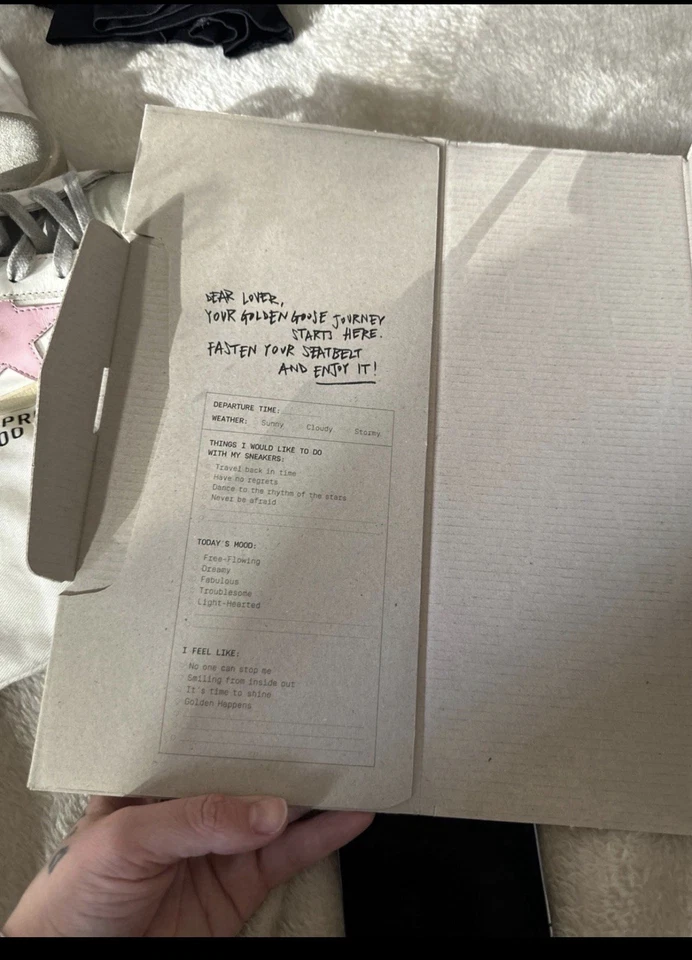 DEAR LOVER,
YOUR GOLDEN GOOSE JOURNEY
STARTS HERE.
FASTEN YOUR SEATBELT
AND ENJOY IT!
DEPARTURE TIME:
WEATHER: Sunny Cloudy Stormy
THINGS I WOULD LIKE TO DO
WITH MY SNEAKERS:
Travel back in time
Have no regrets
Dance to the rhythm of the stars
Never be afraid
TODAY'S MOOD:
Free-Flowing
Dreamy
Fabulous
Troublesome
Light-Hearted
I FEEL LIKE:
No one can stop me
Smiling from inside out
It's time to shine
Golden Happens
PR
00